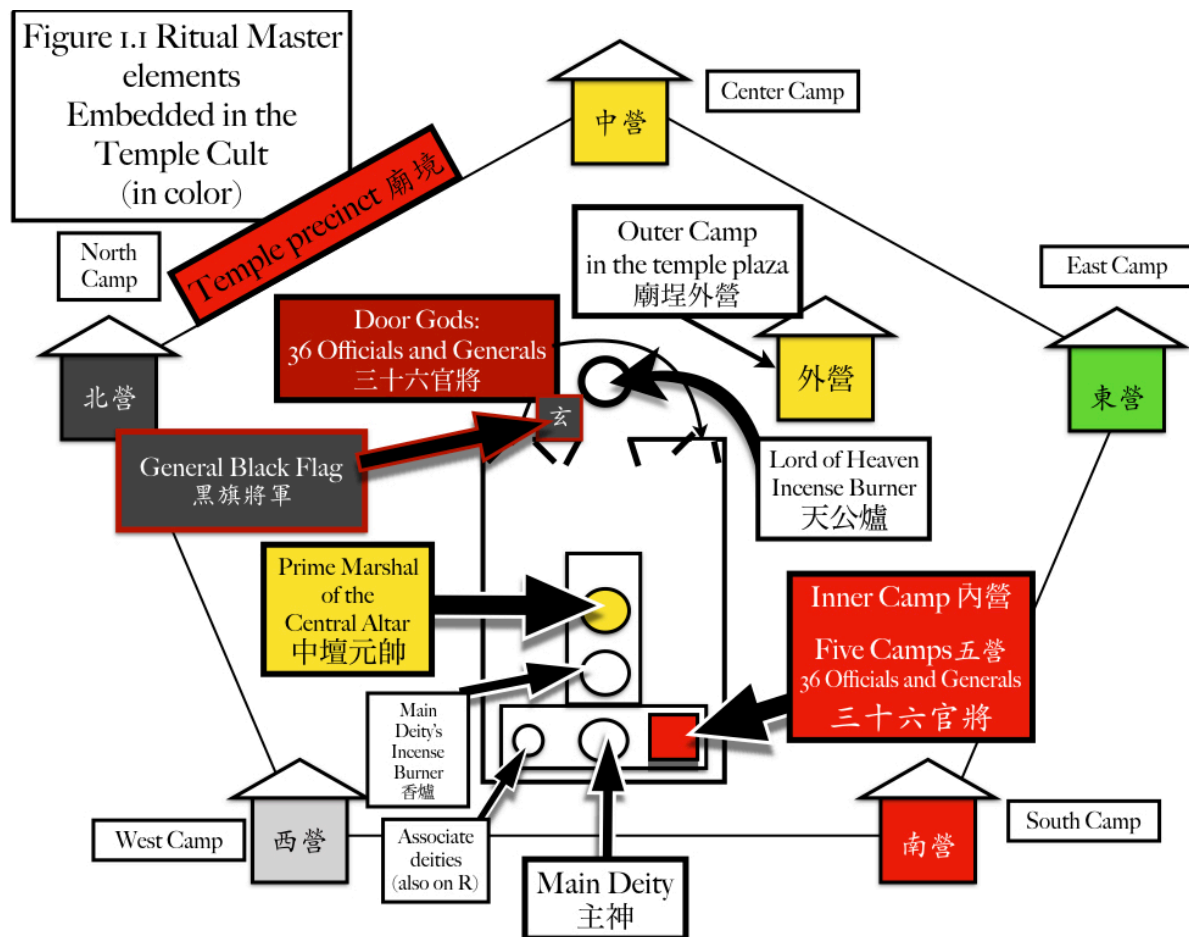 Figure 1.1 Ritual Master
elements
Embedded in the
Temple Cult
(in color)
中營
Center Camp
Temple precinct 廟境
North
Camp
Outer Camp
in the temple plaza
廟埕外營
East Camp
Door Gods:
36 Officials and Generals
三十六官將
北營
外營
東營
玄
General Black Flag
黑旗將軍
Lord of Heaven
Incense Burner
天公爐
Prime Marshal
of the
Central Altar
中壇元帥
Inner Camp 內營
Five Camps 五營
36 Officials and Generals
三十六官將
Main
Deity's
Incense
Burner
香爐
West Camp
西營
Associate
deities
(also on R)
Main Deity
主神
南營
South Camp